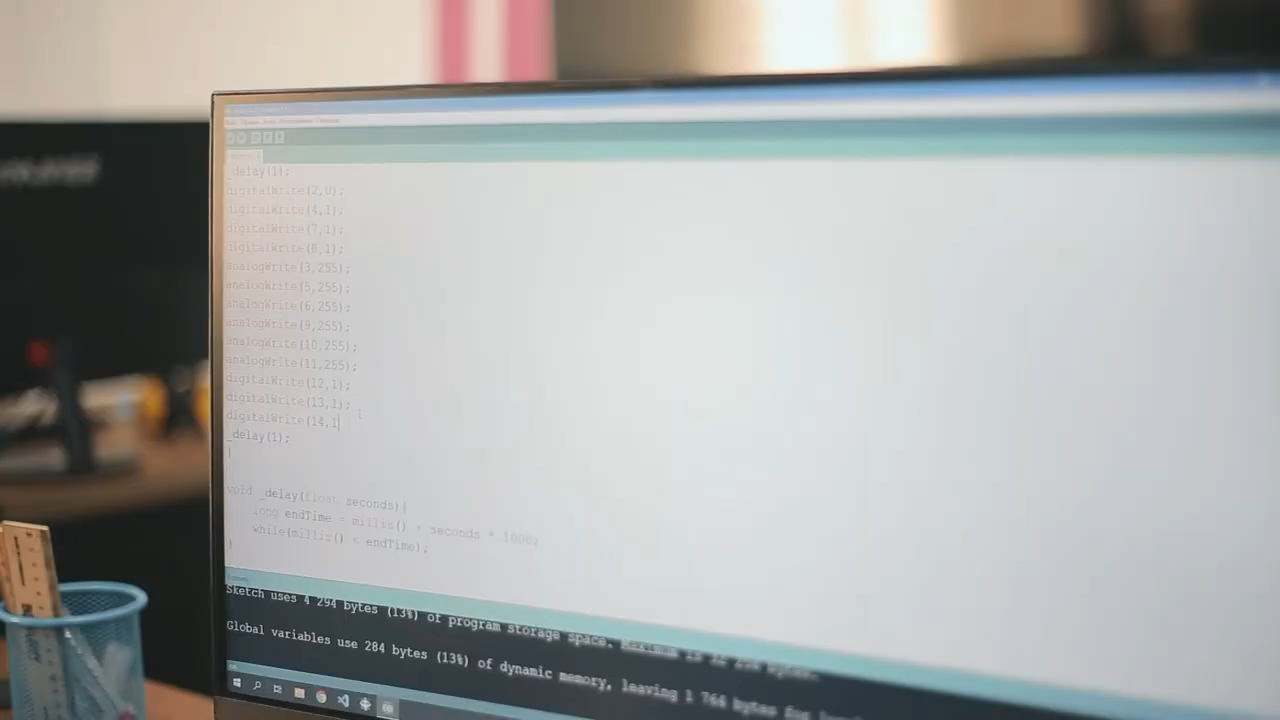 _delay(1);
digitalWrite(2,0);
digitalWrite(4,1);
digitalWrite(7,1);
digitalWrite(8,1);
analogWrite(3,255);
analogWrite(5,255);
analogWrite(6,255);
analogWrite(9,255);
analogWrite(10,255);
analogWrite(11,255);
digitalWrite(12,1);
digitalWrite(13,1);
digitalWrite(14,1
_delay(1);
}
void _delay(float seconds){
long endTime = millis() + seconds * 1000;
while(millis() < endTime);
}
Sketch uses 4 294 bytes (13%) of program storage space. Maximum is
Global variables use 284 bytes (13%) of dynamic memory, leaving 1 764 bytes for